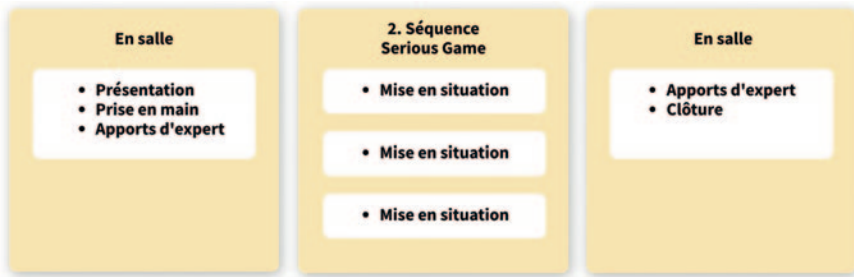 En salle
• Présentation
• Prise en main
• Apports d'expert
2. Séquence
Serious Game
• Mise en situation
• Mise en situation
• Mise en situation
En salle
• Apports d'expert
• Clôture